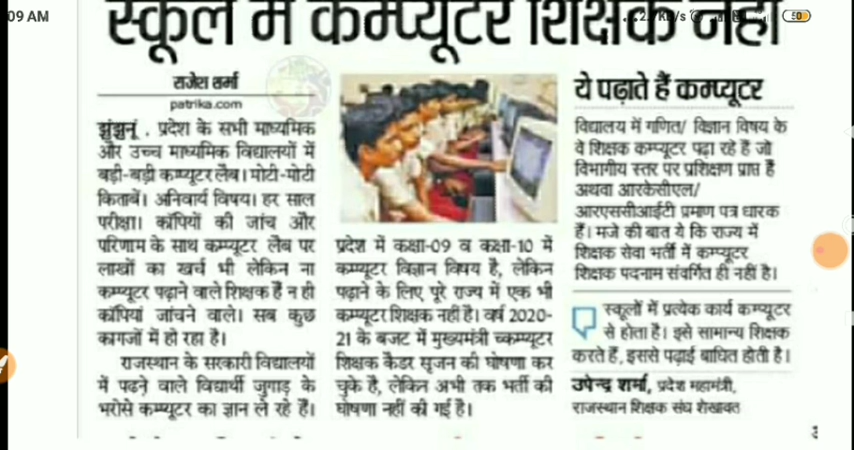 09 AM
2.7KB/s
50
स्कूल में कम्प्यूटर शिक्षक नहीं
राजेश शर्मा
patrika.com
झुंझुनूं . प्रदेश के सभी माध्यमिक
और उच्च माध्यमिक विद्यालयों में
बड़ी-बड़ी कम्प्यूटर लैब। मोटी-मोटी
किताबें। अनिवार्य विषय। हर साल
परीक्षा। कॉपियों की जांच और
परिणाम के साथ कम्प्यूटर लैब पर
लाखों का खर्च भी लेकिन ना
कम्प्यूटर पढ़ाने वाले शिक्षक हैं न ही
कॉपियां जांचने वाले। सब कुछ
कागजों में हो रहा है।
राजस्थान के सरकारी विद्यालयों
में पढने वाले विद्यार्थी जुगाड़ के
भरोसे कम्प्यूटर का ज्ञान ले रहे हैं।
प्रदेश में कक्षा-09 व कक्षा-10 में
कम्प्यूटर विज्ञान विषय है, लेकिन
पढ़ाने के लिए पूरे राज्य में एक भी
कम्प्यूटर शिक्षक नहीं है। वर्ष 2020-
21 के बजट में मुख्यमंत्री च्कम्प्यूटर
शिक्षक कैडर सृजन की घोषणा कर
चुके है, लेकिन अभी तक भर्ती की
घोषणा नहीं की गई है।
ये पढ़ाते हैं कम्प्यूटर
विद्यालय में गणित/ विज्ञान विषय के
वे शिक्षक कम्प्यूटर पढ़ा रहे हैं जो
विभागीय स्तर पर प्रशिक्षण प्राप्त हैं
अथवा आरकेसीएल/
आरएससीआईटी प्रमाण पत्र धारक
हैं। मजे की बात ये कि राज्य में
शिक्षक सेवा भर्ती में कम्प्यूटर
शिक्षक पदनाम संवर्गित ही नहीं है।
स्कूलों में प्रत्येक कार्य कम्प्यूटर
से होता है। इसे सामान्य शिक्षक
करते हैं, इससे पढ़ाई बाधित होती है।
उपेन्द्र शर्मा, प्रदेश महामंत्री,
राजस्थान शिक्षक संघ शेखावत